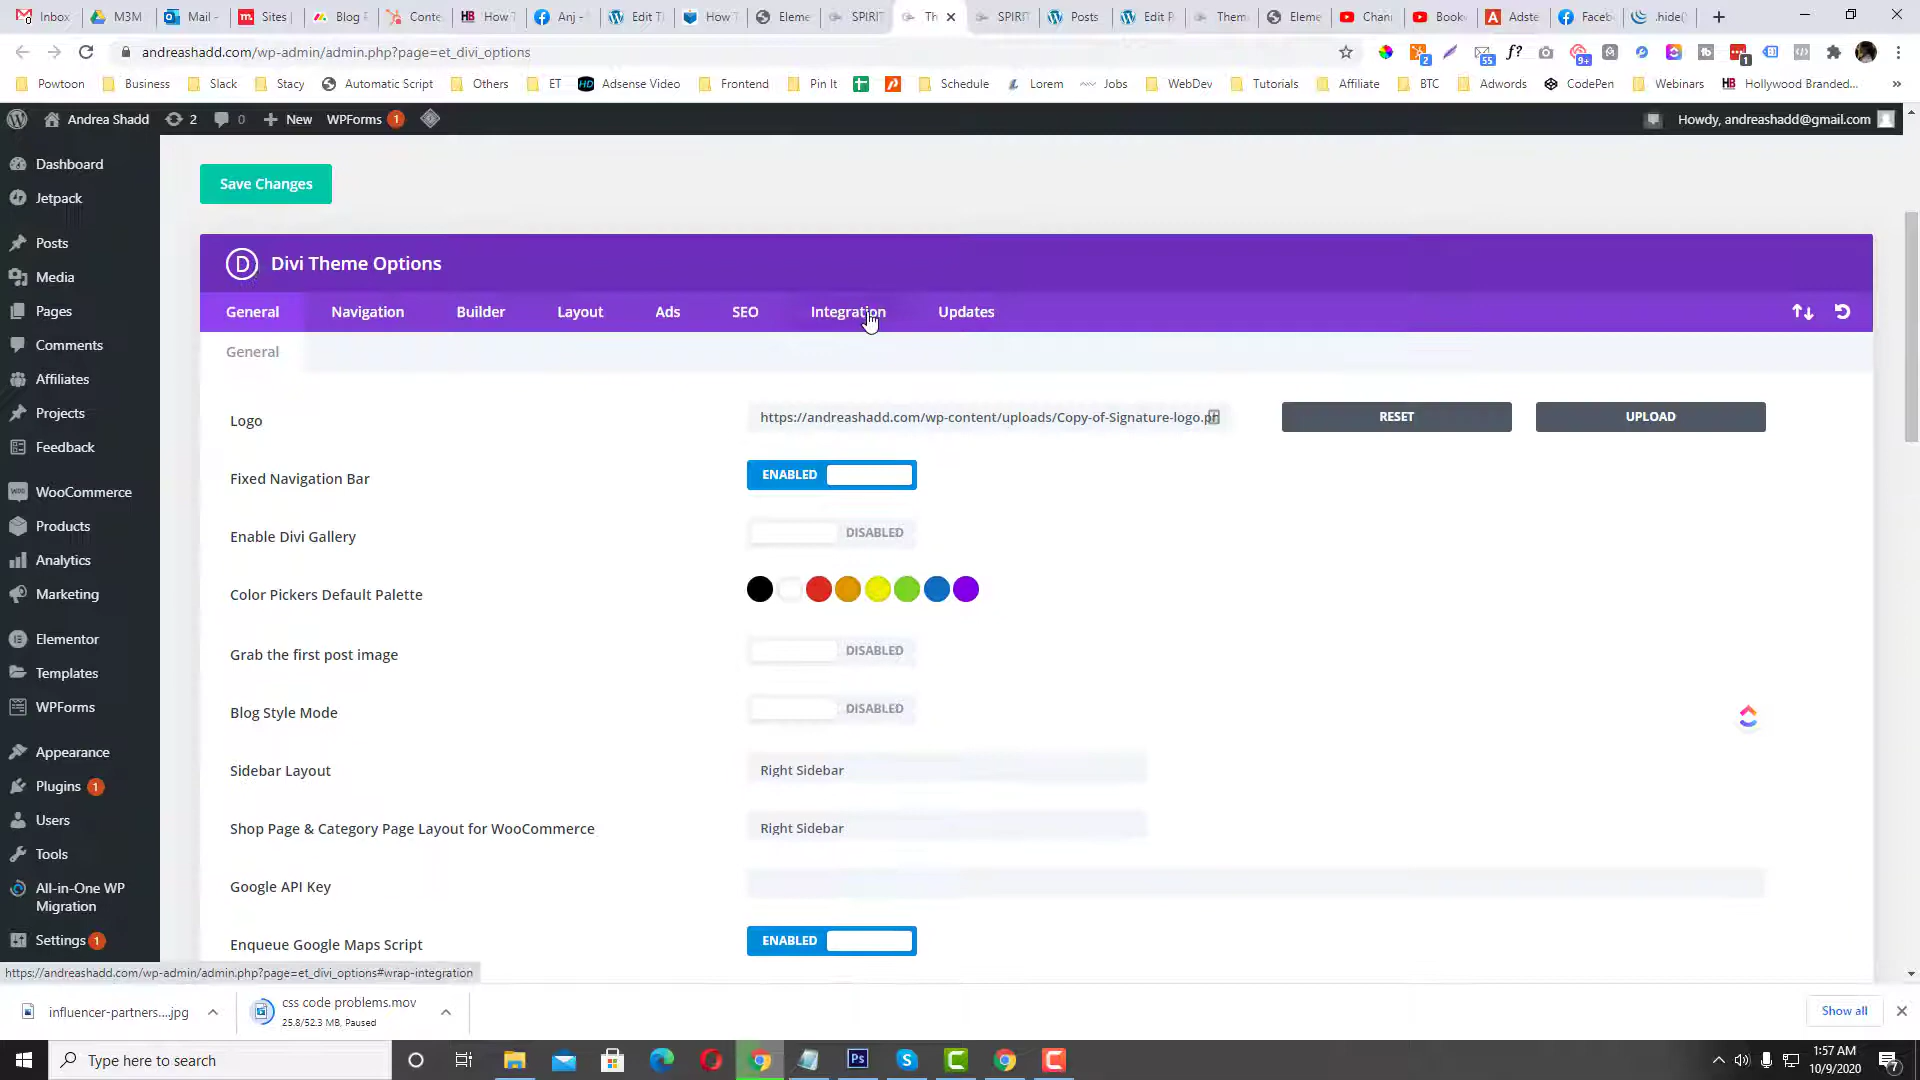 Inbox M3M Mail - Sites | Blog F Conte How T Anj - Edit Tl How T Eleme SPIRIT Th SPIRIT Posts Edit P Them Eleme Chan Book Adste Faceb .hide(
andreashadd.com/wp-admin/admin.php?page=et_divi_options
Powtoon Business Slack Stacy Automatic Script Others ET Adsense Video Frontend Pin It Schedule Lorem Jobs WebDev Tutorials Affiliate BTC Adwords CodePen Webinars Hollywood Branded...
Andrea Shadd 2 0 New WPForms 1 Howdy, andreashadd@gmail.com
Dashboard
Jetpack
Posts
Media
Pages
Comments
Affiliates
Projects
Feedback
WooCommerce
Products
Analytics
Marketing
Elementor
Templates
WPForms
Appearance
Plugins 1
Users
Tools
All-in-One WP
Migration
Settings 1
Save Changes
Divi Theme Options
General Navigation Builder Layout Ads SEO Integration Updates
General
Logo https://andreashadd.com/wp-content/uploads/Copy-of-Signature-logo.pn RESET UPLOAD
Fixed Navigation Bar ENABLED
Enable Divi Gallery DISABLED
Color Pickers Default Palette
Grab the first post image DISABLED
Blog Style Mode DISABLED
Sidebar Layout Right Sidebar
Shop Page & Category Page Layout for WooCommerce Right Sidebar
Google API Key
Enqueue Google Maps Script ENABLED
https://andreashadd.com/wp-admin/admin.php?page=et_divi_options#wrap-integration
influencer-partners....jpg
css code problems.mov
25.8/52.3 MB, Paused
Show all
Type here to search
1:57 AM
10/9/2020
7